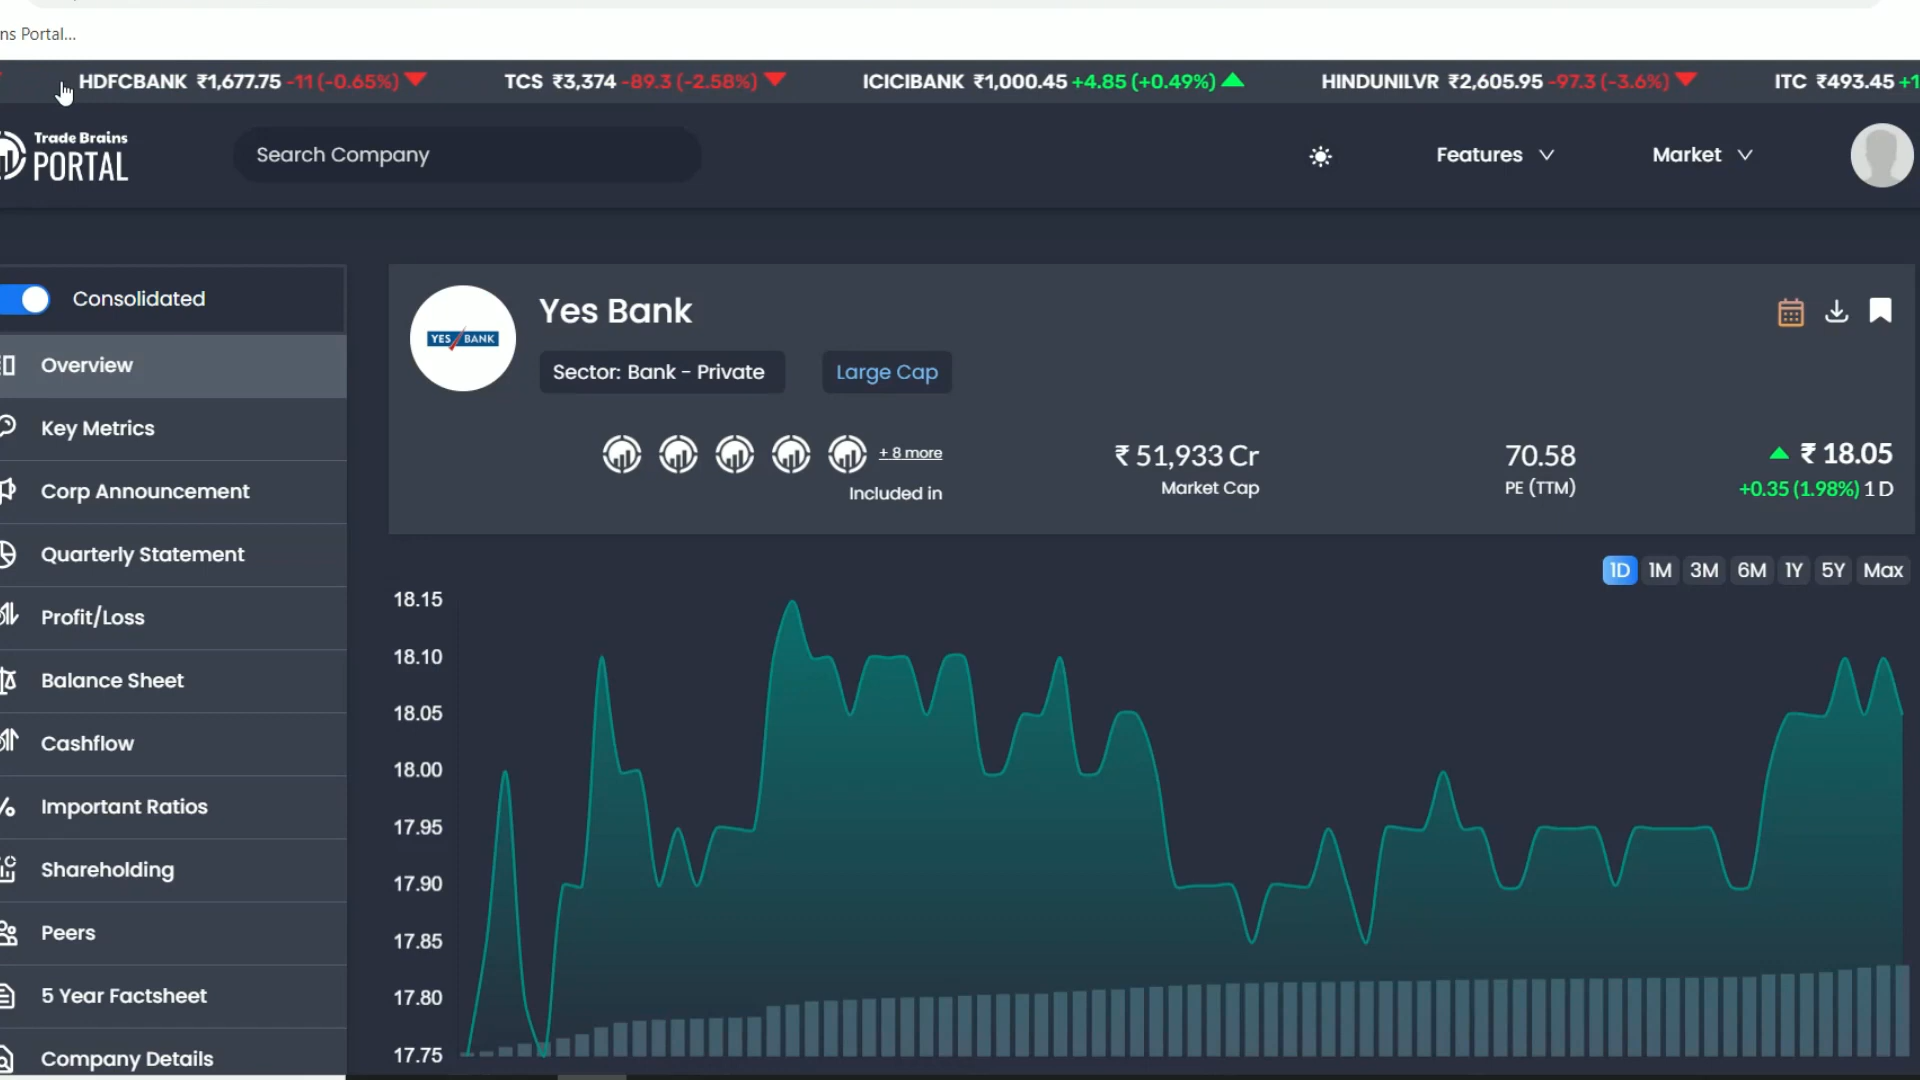 ns Portal...
HDFCBANK ₹1,677.75 -11 (-0.65%) TCS ₹3,374 -89.3 (-2.58%) ICICIBANK ₹1,000.45 +4.85 (+0.49%) HINDUNILVR ₹2,605.95 -97.3 (-3.6%) ITC ₹493.45 +1
Trade Brains
PORTAL
Search Company
Features
Market
Consolidated
Overview
Key Metrics
Corp Announcement
Quarterly Statement
Profit/Loss
Balance Sheet
Cashflow
Important Ratios
Shareholding
Peers
5 Year Factsheet
Company Details
YES BANK
Yes Bank
Sector: Bank - Private
Large Cap
+ 8 more
Included in
₹ 51,933 Cr
Market Cap
70.58
PE (TTM)
₹ 18.05
+0.35 (1.98%) 1 D
1D 1M 3M 6M 1Y 5Y Max
18.15
18.10
18.05
18.00
17.95
17.90
17.85
17.80
17.75